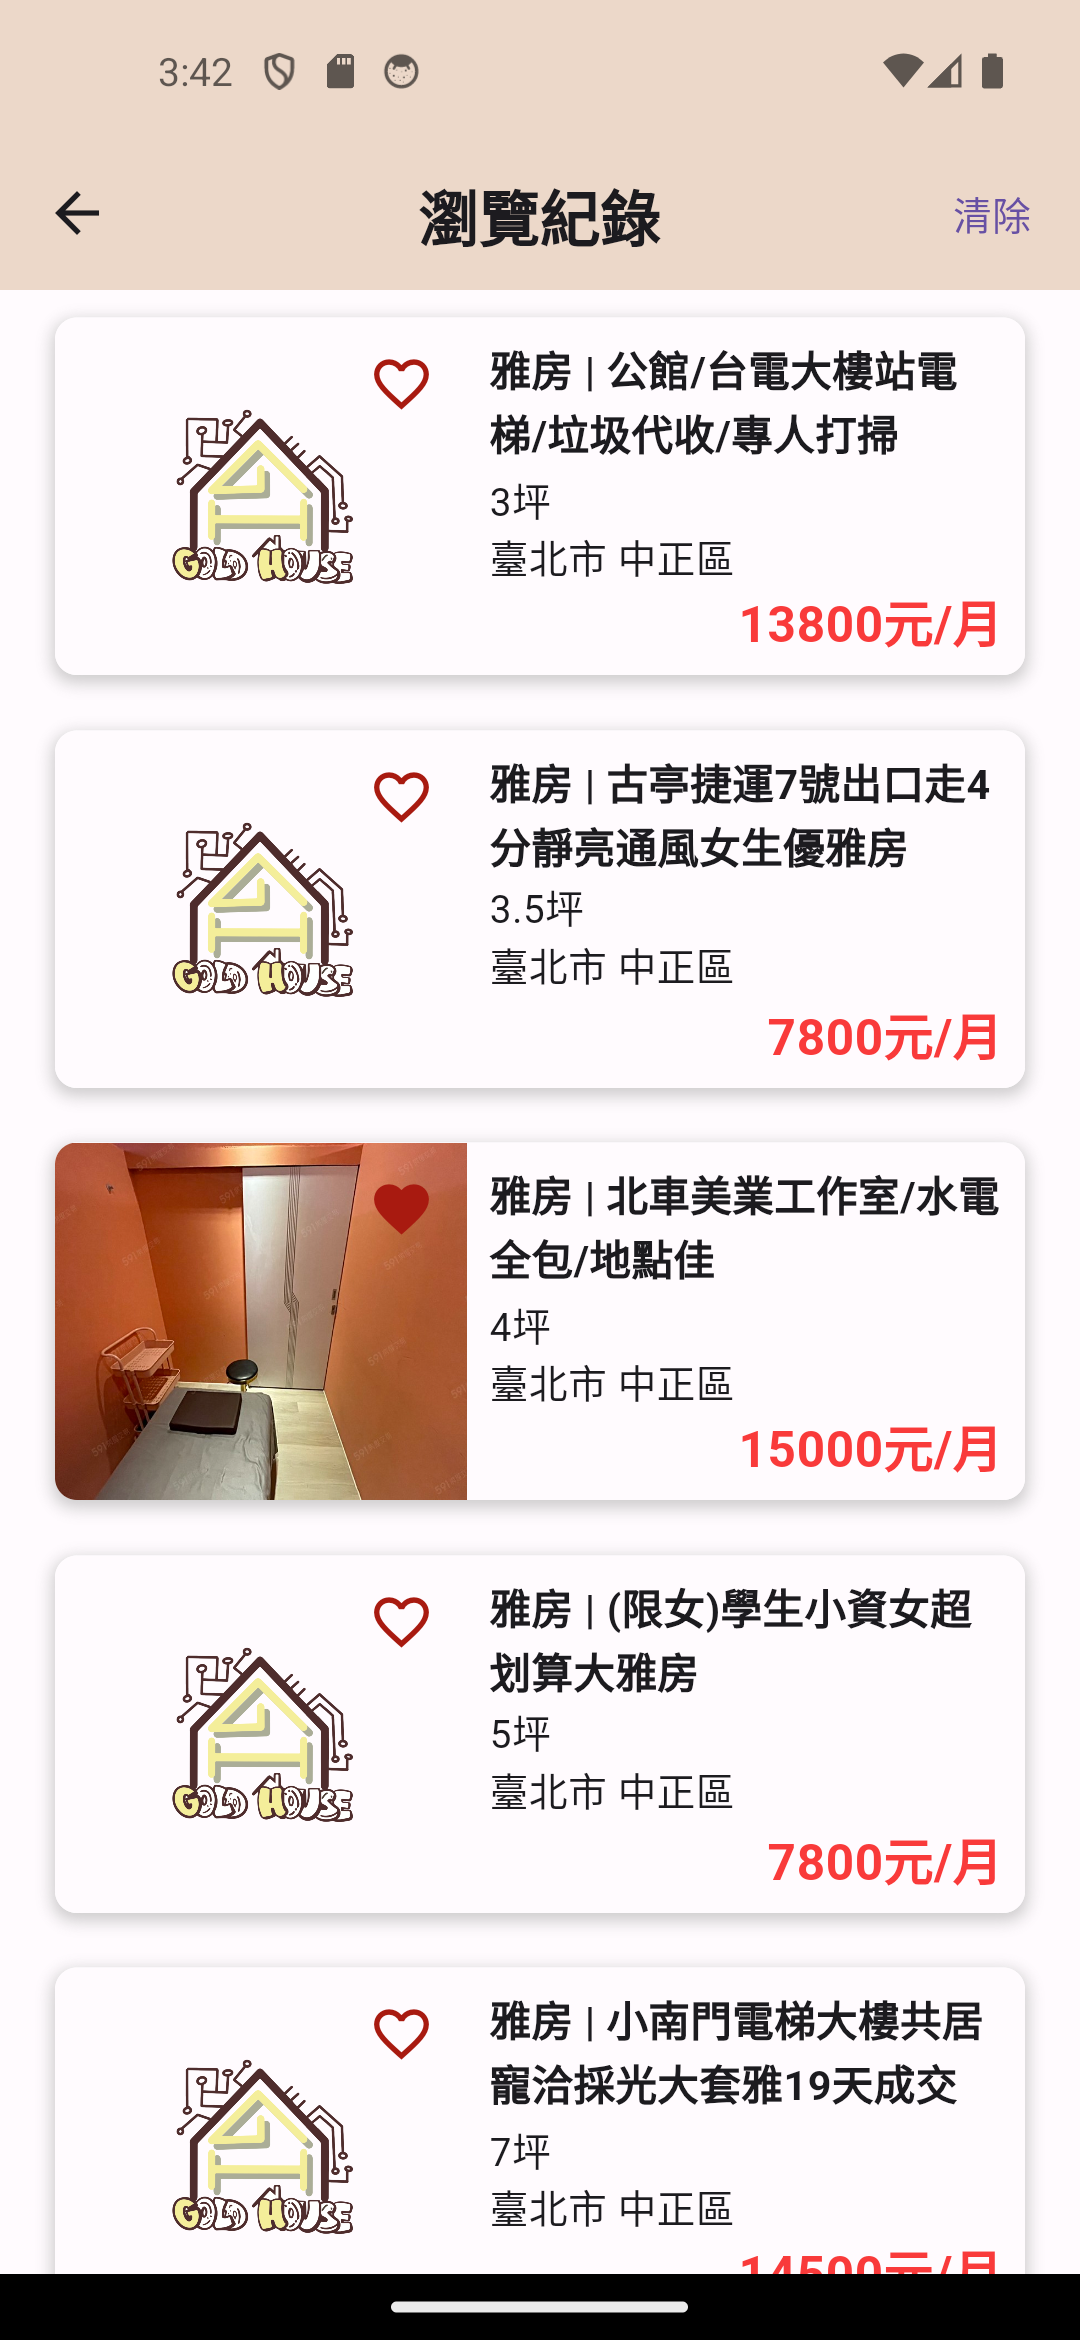 3:42
瀏覽紀錄
清除
雅房 | 公館/台電大樓站電
梯/垃圾代收/專人打掃
3坪
臺北市 中正區
13800元/月
GOLD HOUSE
雅房 | 古亭捷運7號出口走4
分靜亮通風女生優雅房
3.5坪
臺北市 中正區
7800元/月
GOLD HOUSE
雅房 | 北車美業工作室/水電
全包/地點佳
4坪
臺北市 中正區
15000元/月
雅房 | (限女)學生小資女超
划算大雅房
5坪
臺北市 中正區
7800元/月
GOLD HOUSE
雅房 | 小南門電梯大樓共居
寵洽採光大套雅19天成交
7坪
臺北市 中正區
14500元/月
GOLD HOUSE